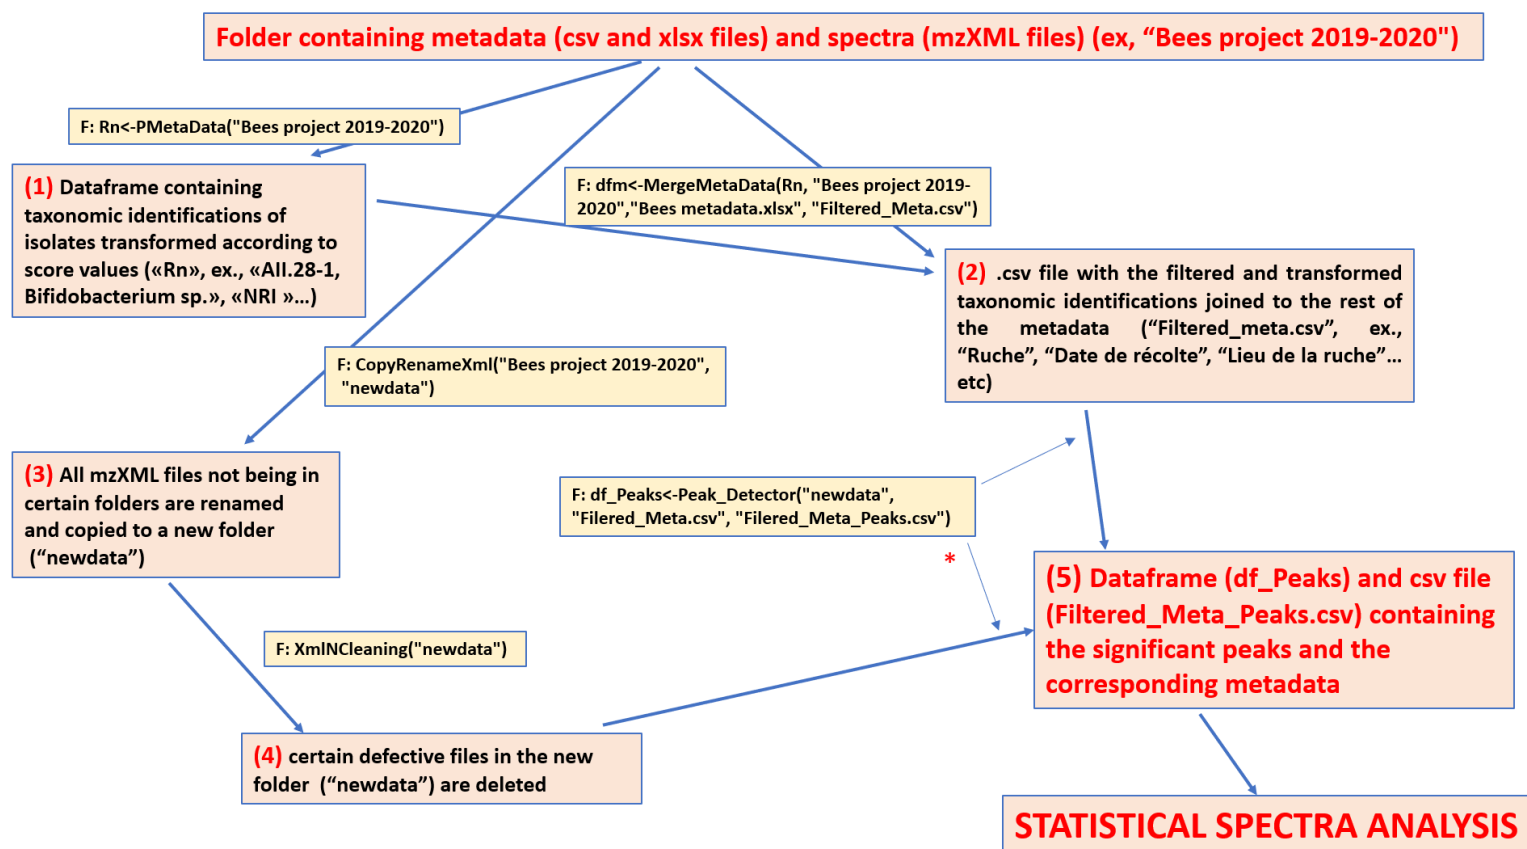 Folder containing metadata (csv and xlsx files) and spectra (mzXML files) (ex, “Bees project 2019-2020")
F: Rn<-PMetaData("Bees project 2019-2020")
(1) Dataframe containing
taxonomic identifications of
isolates transformed according to
score values («Rn», ex., «AII.28-1,
Bifidobacterium sp.», «NRI »…)
F: dfm<-MergeMetaData(Rn, "Bees project 2019-
2020","Bees metadata.xlsx", "Filtered_Meta.csv")
(2) .csv file with the filtered and transformed
taxonomic identifications joined to the rest of
the metadata (“Filtered_meta.csv”, ex.,
“Ruche”, “Date de récolte”, “Lieu de la ruche”…
etc)
F: CopyRenameXml("Bees project 2019-2020",
"newdata")
(3) All mzXML files not being in
certain folders are renamed
and copied to a new folder
(“newdata”)
F: df_Peaks<-Peak_Detector("newdata",
"Filered_Meta.csv", "Filered_Meta_Peaks.csv")
*
(5) Dataframe (df_Peaks) and csv file
(Filtered_Meta_Peaks.csv) containing
the significant peaks and the
corresponding metadata
F: XmlNCleaning("newdata")
(4) certain defective files in the new
folder (“newdata”) are deleted
STATISTICAL SPECTRA ANALYSIS